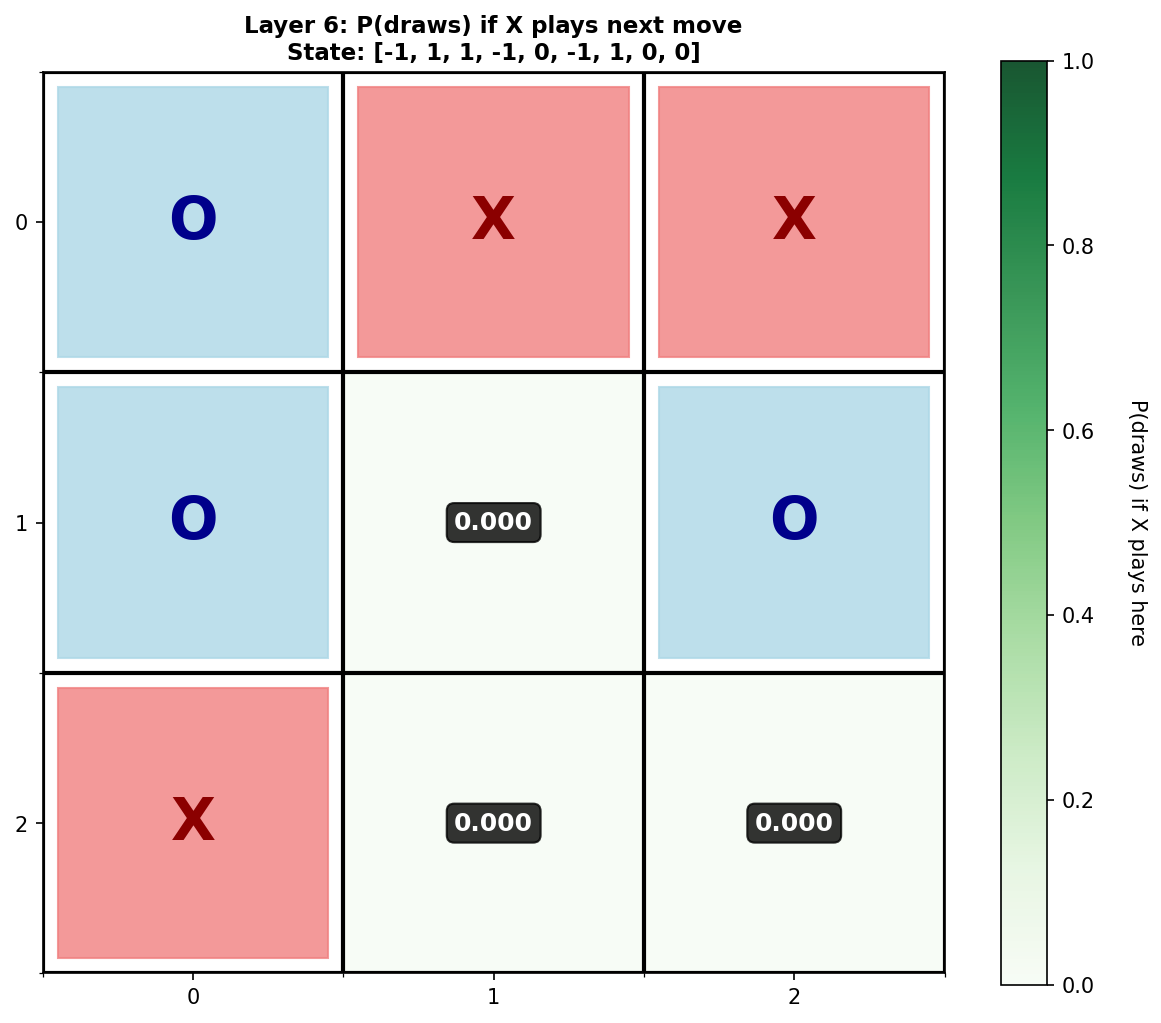 Layer 6: P(draws) if X plays next move
State: [-1, 1, 1, -1, 0, -1, 1, 0, 0]
0
O
X
X
1
O
0.000
O
2
X
0.000
0.000
0
1
2
1.0
0.8
0.6
0.4
0.2
0.0
P(draws) if X plays here